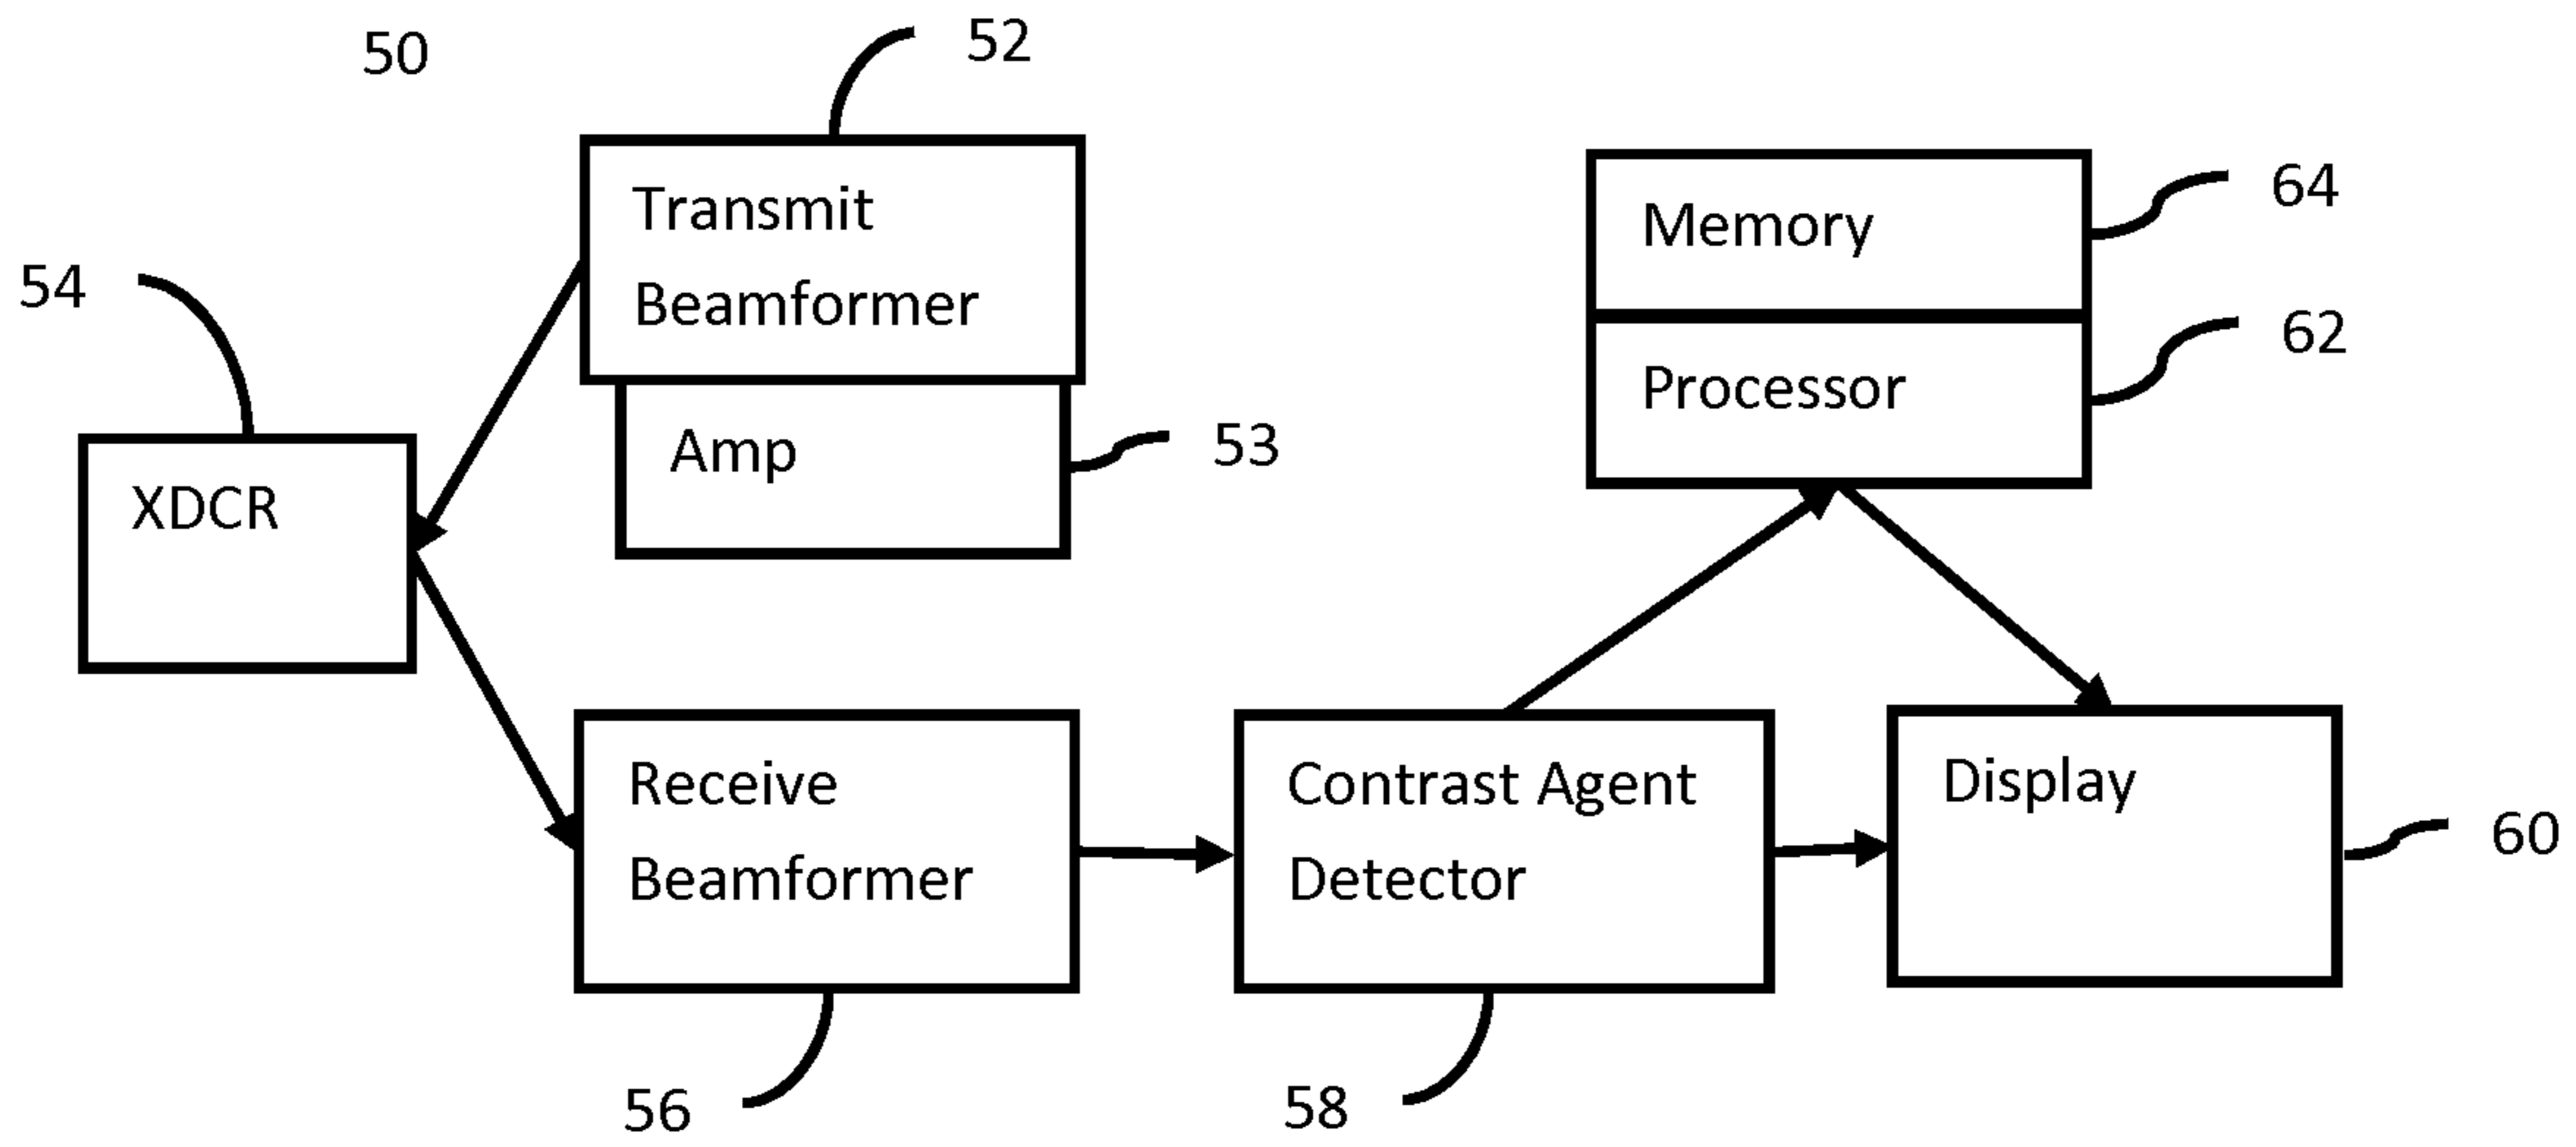 50
52
Transmit
Beamformer
54
Amp
53
XDCR
Memory
64
Processor
62
Receive
Beamformer
56
Contrast Agent
Detector
58
Display
60